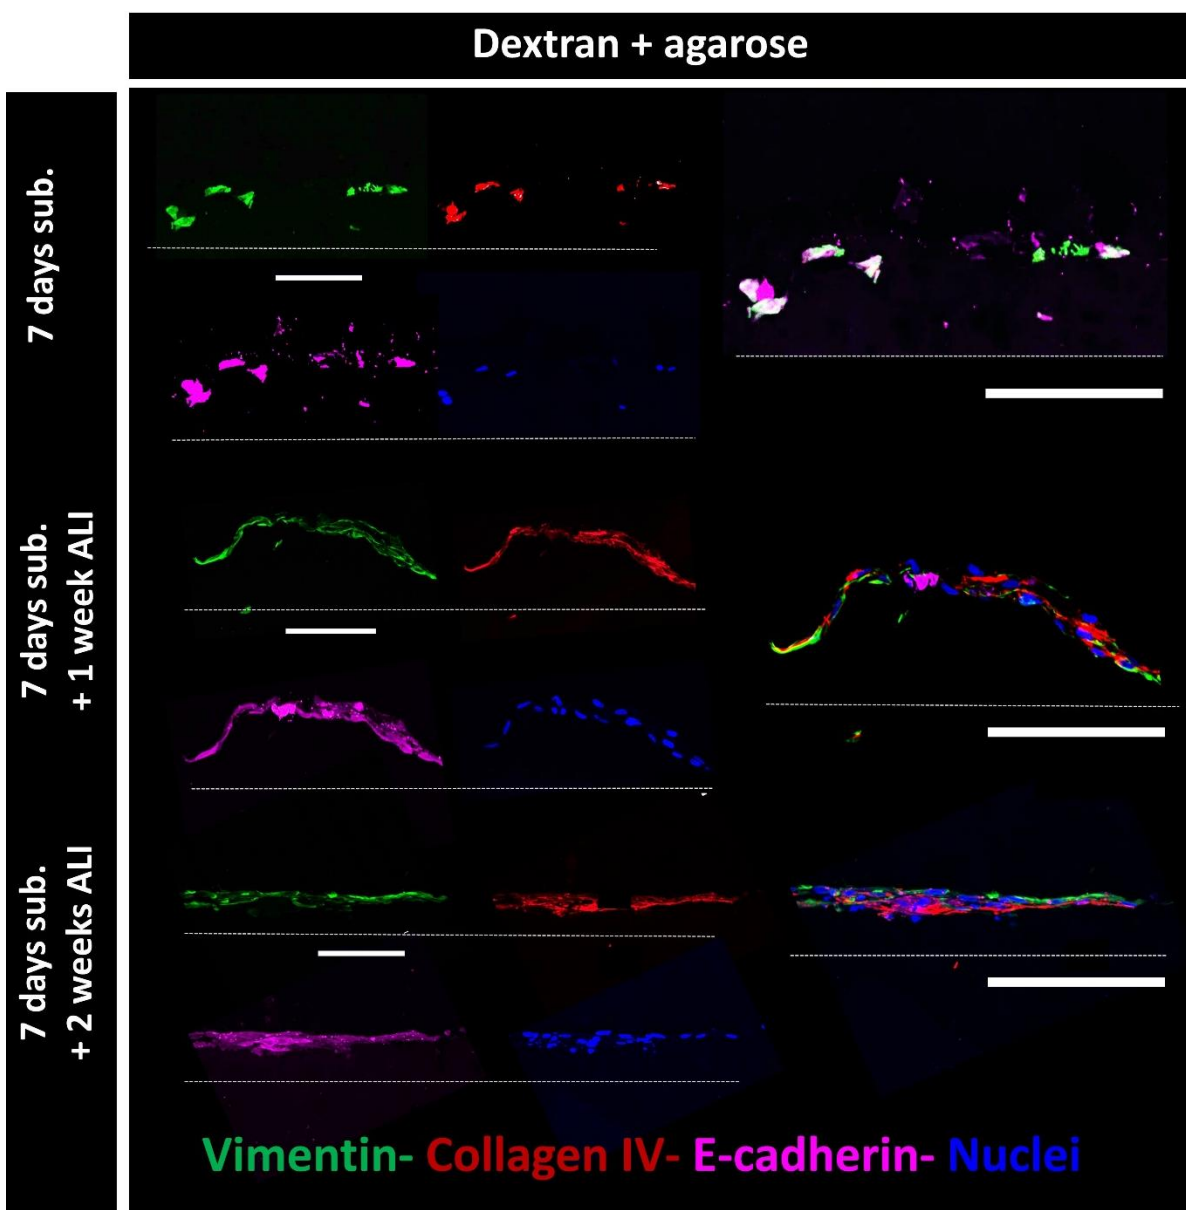 Dextran + agarose
7 days sub.
7 days sub.
+ 1 week ALI
7 days sub.
+ 2 weeks ALI
Vimentin- Collagen IV- E-cadherin- Nuclei